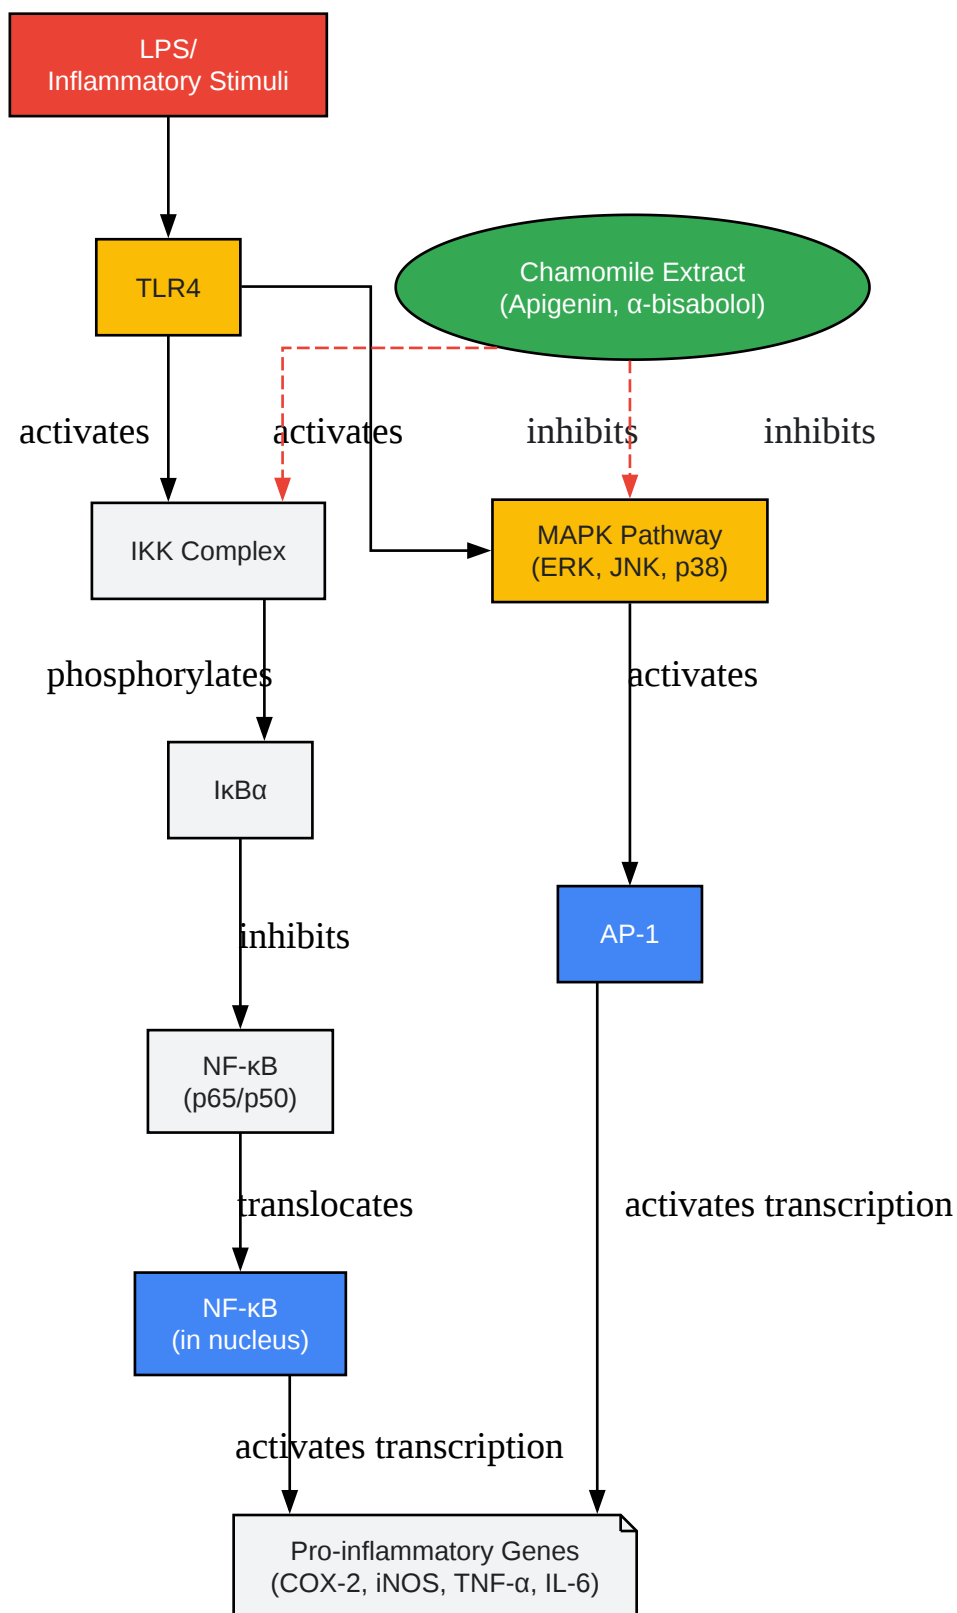 LPS/
Inflammatory Stimuli
TLR4
Chamomile Extract
(Apigenin, α-bisabolol)
activates
activates
inhibits
inhibits
IKK Complex
MAPK Pathway
(ERK, JNK, p38)
phosphorylates
activates
IκBα
inhibits
AP-1
NF-κB
(p65/p50)
translocates
activates transcription
NF-κB
(in nucleus)
activates transcription
Pro-inflammatory Genes
(COX-2, iNOS, TNF-α, IL-6)